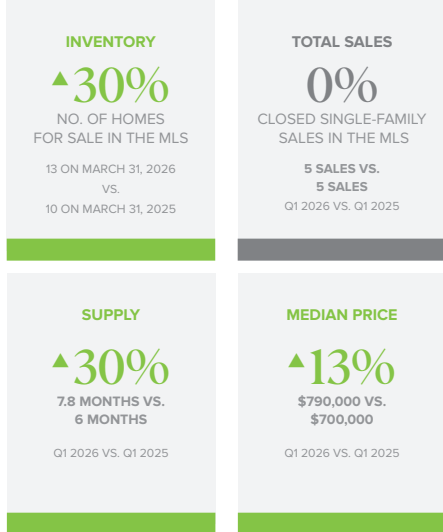 INVENTORY
▲30%
NO. OF HOMES
FOR SALE IN THE MLS
13 ON MARCH 31, 2026
VS.
10 ON MARCH 31, 2025
TOTAL SALES
0%
CLOSED SINGLE-FAMILY
SALES IN THE MLS
5 SALES VS.
5 SALES
Q1 2026 VS. Q1 2025
SUPPLY
▲30%
7.8 MONTHS VS.
6 MONTHS
Q1 2026 VS. Q1 2025
MEDIAN PRICE
▲13%
$790,000 VS.
$700,000
Q1 2026 VS. Q1 2025